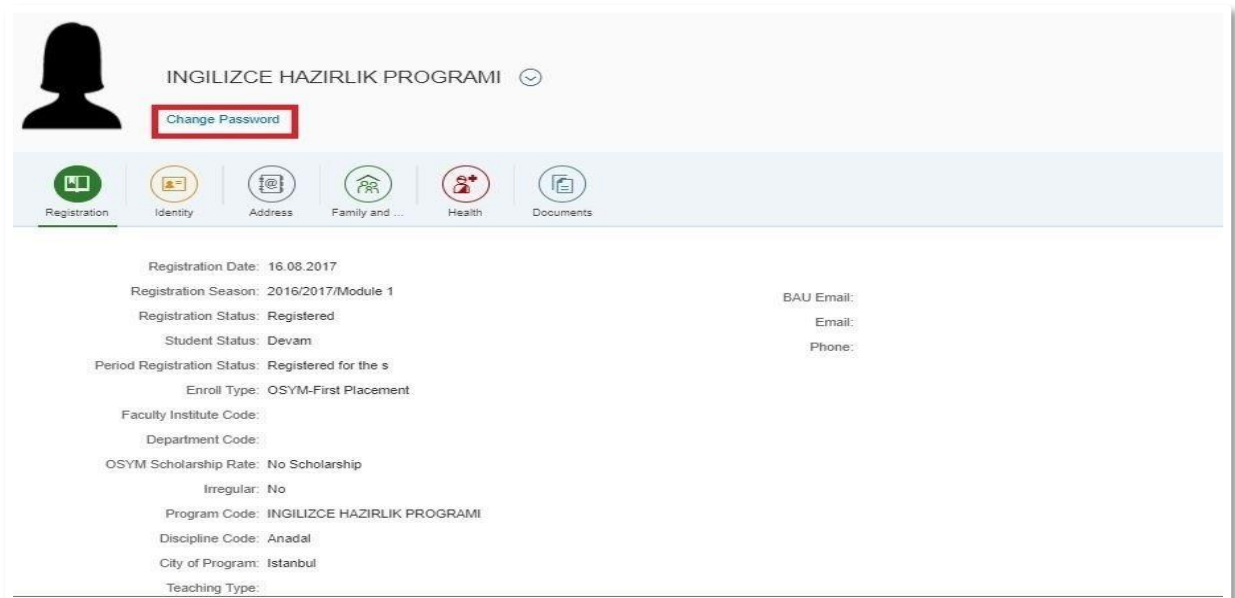 INGILIZCE HAZIRLIK PROGRAMI
Change Password
Registration
Identity
Address
Family and ...
Health
Documents
Registration Date: 16.08.2017
Registration Season: 2016/2017/Module 1
Registration Status: Registered
Student Status: Devam
Period Registration Status: Registered for the s
Enroll Type: OSYM-First Placement
Faculty Institute Code:
Department Code:
OSYM Scholarship Rate: No Scholarship
Irregular: No
Program Code: INGILIZCE HAZIRLIK PROGRAMI
Discipline Code: Anadal
City of Program: Istanbul
Teaching Type:
BAU Email:
Email:
Phone: